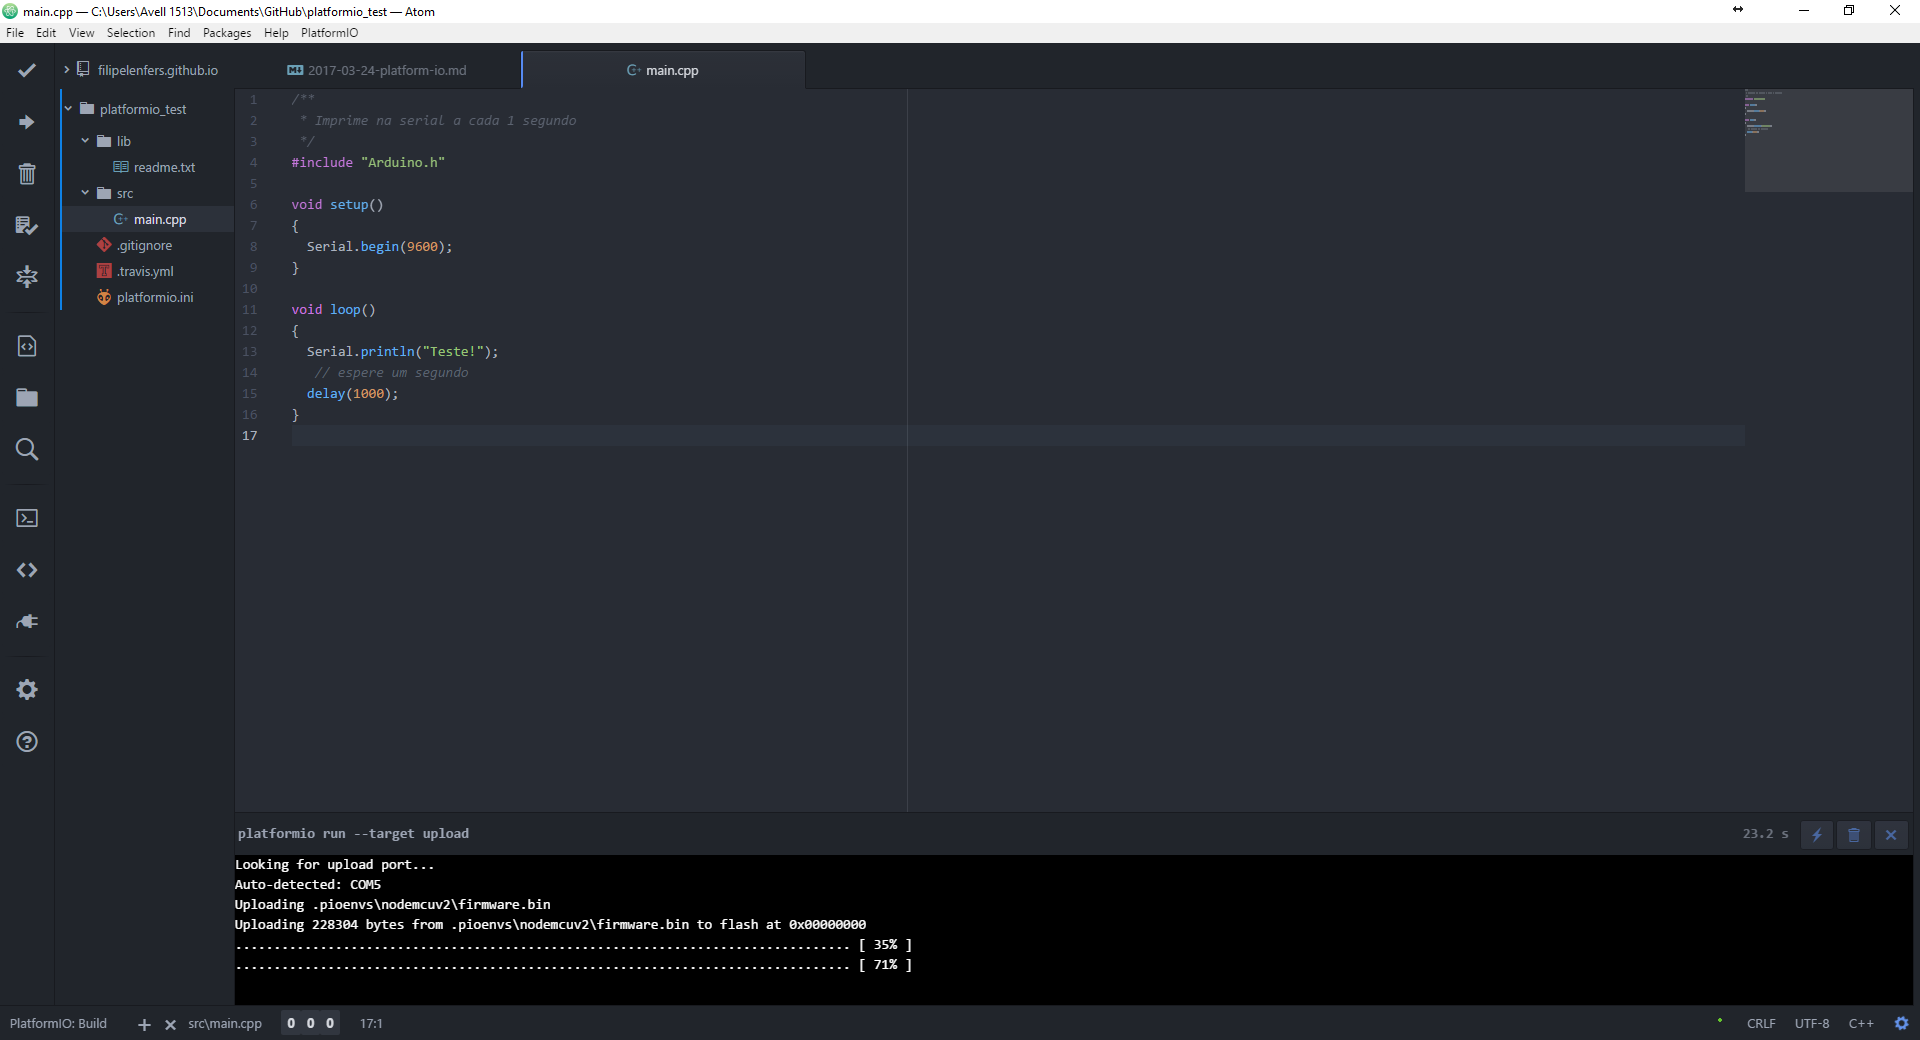 main.cpp — C:\Users\Avell 1513\Documents\GitHub\platformio_test — Atom
File Edit View Selection Find Packages Help PlatformIO
filipelenfers.github.io
platformio_test
lib
readme.txt
src
main.cpp
.gitignore
.travis.yml
platformio.ini
2017-03-24-platform-io.md
main.cpp
1 /**
2 * Imprime na serial a cada 1 segundo
3 */
4 #include "Arduino.h"
5
6 void setup()
7 {
8 Serial.begin(9600);
9 }
10
11 void loop()
12 {
13 Serial.println("Teste!");
14 // espere um segundo
15 delay(1000);
16 }
17
platformio run --target upload 23.2 s
Looking for upload port...
Auto-detected: COM5
Uploading .pioenvs\nodemcuv2\firmware.bin
Uploading 228304 bytes from .pioenvs\nodemcuv2\firmware.bin to flash at 0x00000000
................................................................................ [ 35% ]
................................................................................ [ 71% ]
PlatformIO: Build + × src\main.cpp 0 0 0 17:1 CRLF UTF-8 C++